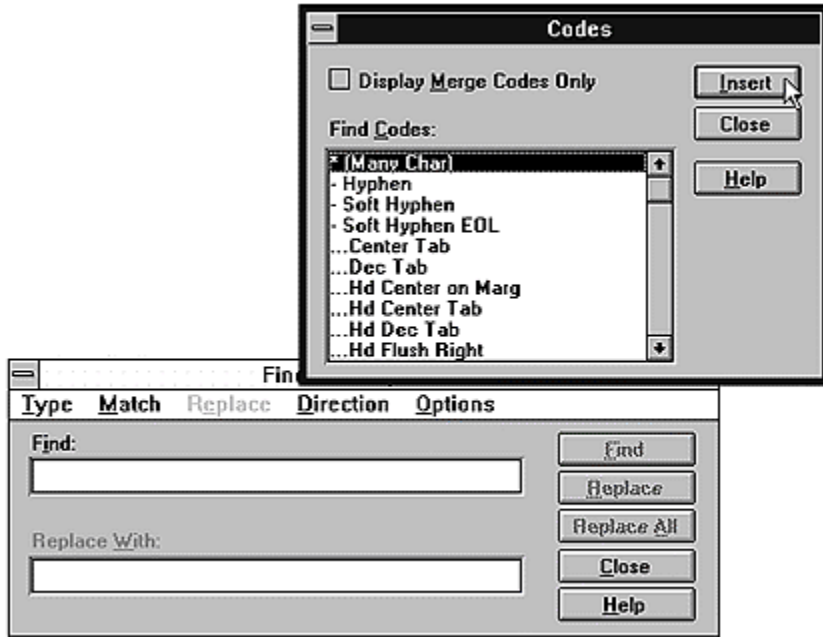 Codes
Display Merge Codes Only
Insert
Find Codes:
Close
* (Many Char)
- Hyphen
- Soft Hyphen
- Soft Hyphen EOL
...Center Tab
...Dec Tab
...Hd Center on Marg
...Hd Center Tab
...Hd Dec Tab
...Hd Flush Right
Help
Type Match Replace Direction Options
Find:
Find
Replace
Replace All
Replace With:
Close
Help